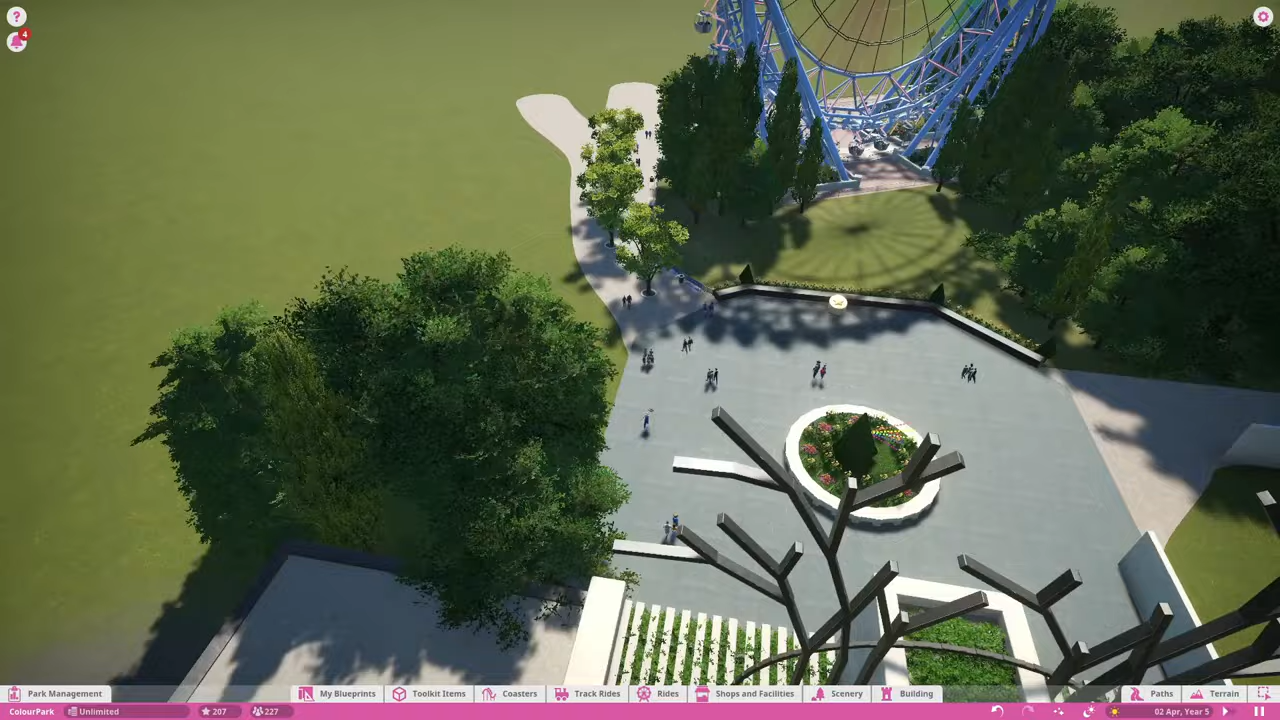 ?
4
Park Management
My Blueprints
Toolkit Items
Coasters
Track Rides
Rides
Shops and Facilities
Scenery
Building
Paths
Terrain
ColourPark
Unlimited
207
227
02 Apr, Year 5